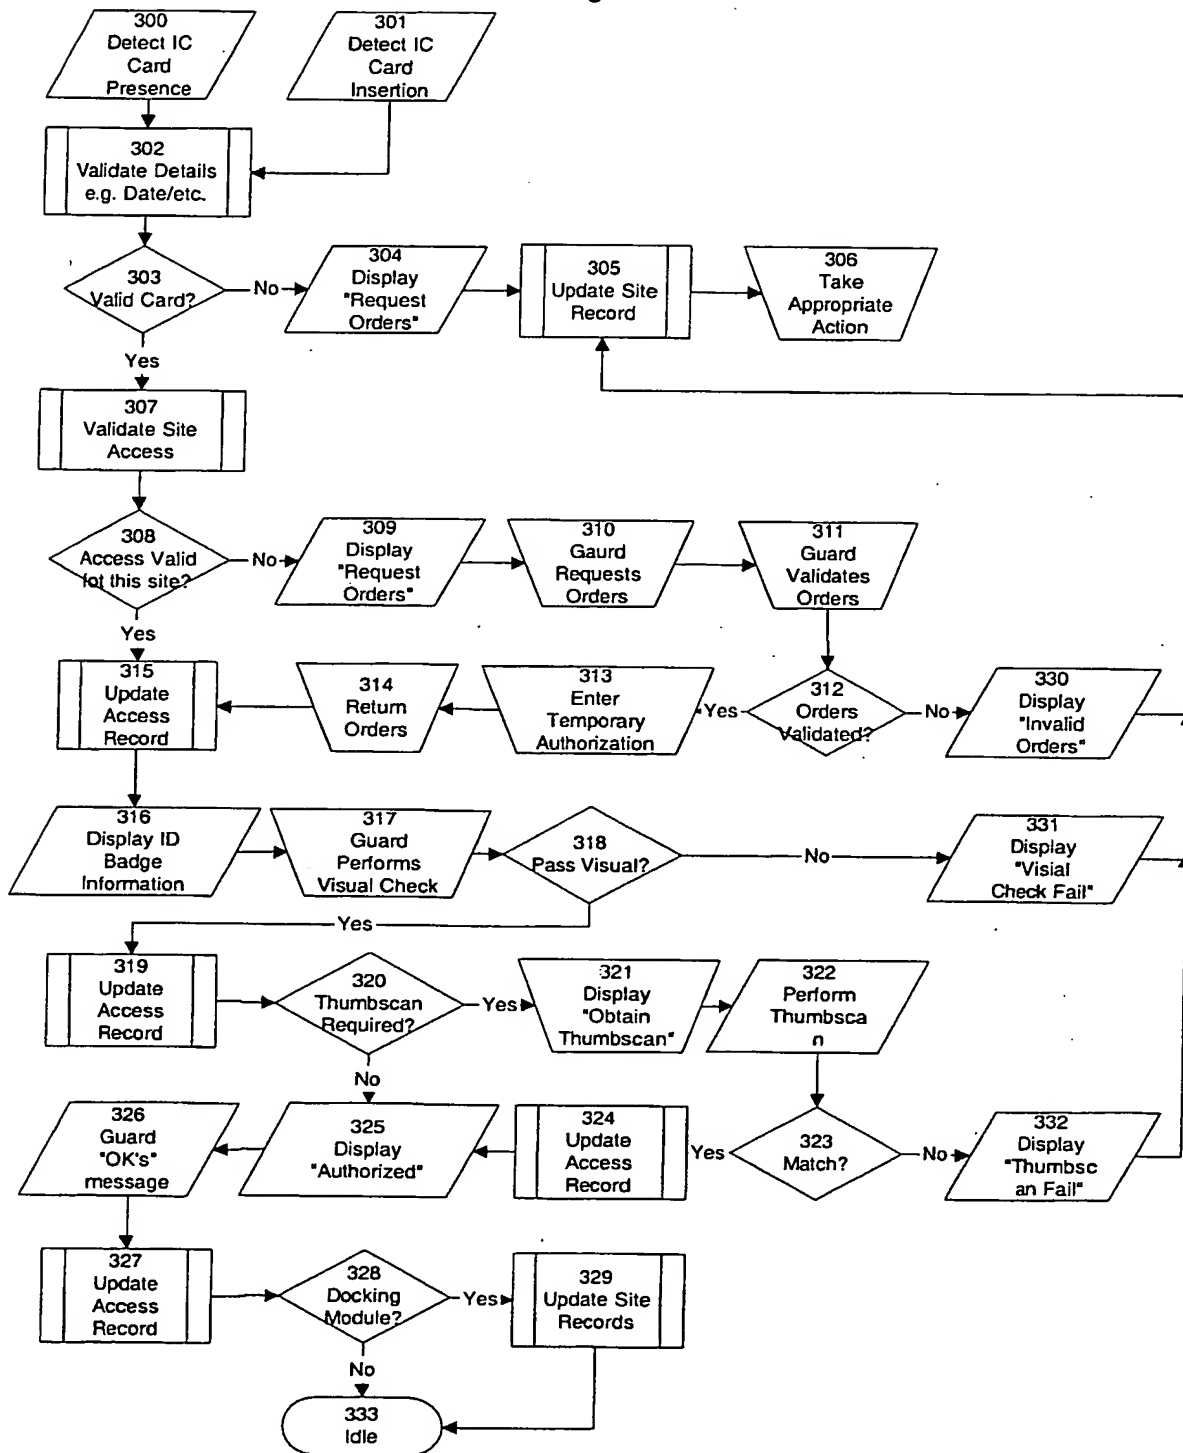 300
Detect IC
Card
Presence
301
Detect IC
Card
Insertion
302
Validate Details
e.g. Date/etc.
303
Valid Card?
No
304
Display
"Request
Orders"
305
Update Site
Record
306
Take
Appropriate
Action
Yes
307
Validate Site
Access
308
Access Valid
fot this site?
No
309
Display
"Request
Orders"
310
Gaurd
Requests
Orders
311
Guard
Validates
Orders
Yes
315
Update
Access
Record
314
Return
Orders
313
Enter
Temporary
Authorization
Yes
312
Orders
Validated?
No
330
Display
"Invalid
Orders"
316
Display ID
Badge
Information
317
Guard
Performs
Visual Check
318
Pass Visual?
No
331
Display
"Visial
Check Fail"
Yes
319
Update
Access
Record
320
Thumbscan
Required?
Yes
321
Display
"Obtain
Thumbscan"
322
Perform
Thumbsca
n
No
326
Guard
"OK's"
message
325
Display
"Authorized"
324
Update
Access
Record
Yes
323
Match?
No
332
Display
"Thumbsc
an Fail"
327
Update
Access
Record
328
Docking
Module?
Yes
329
Update Site
Records
No
333
Idle